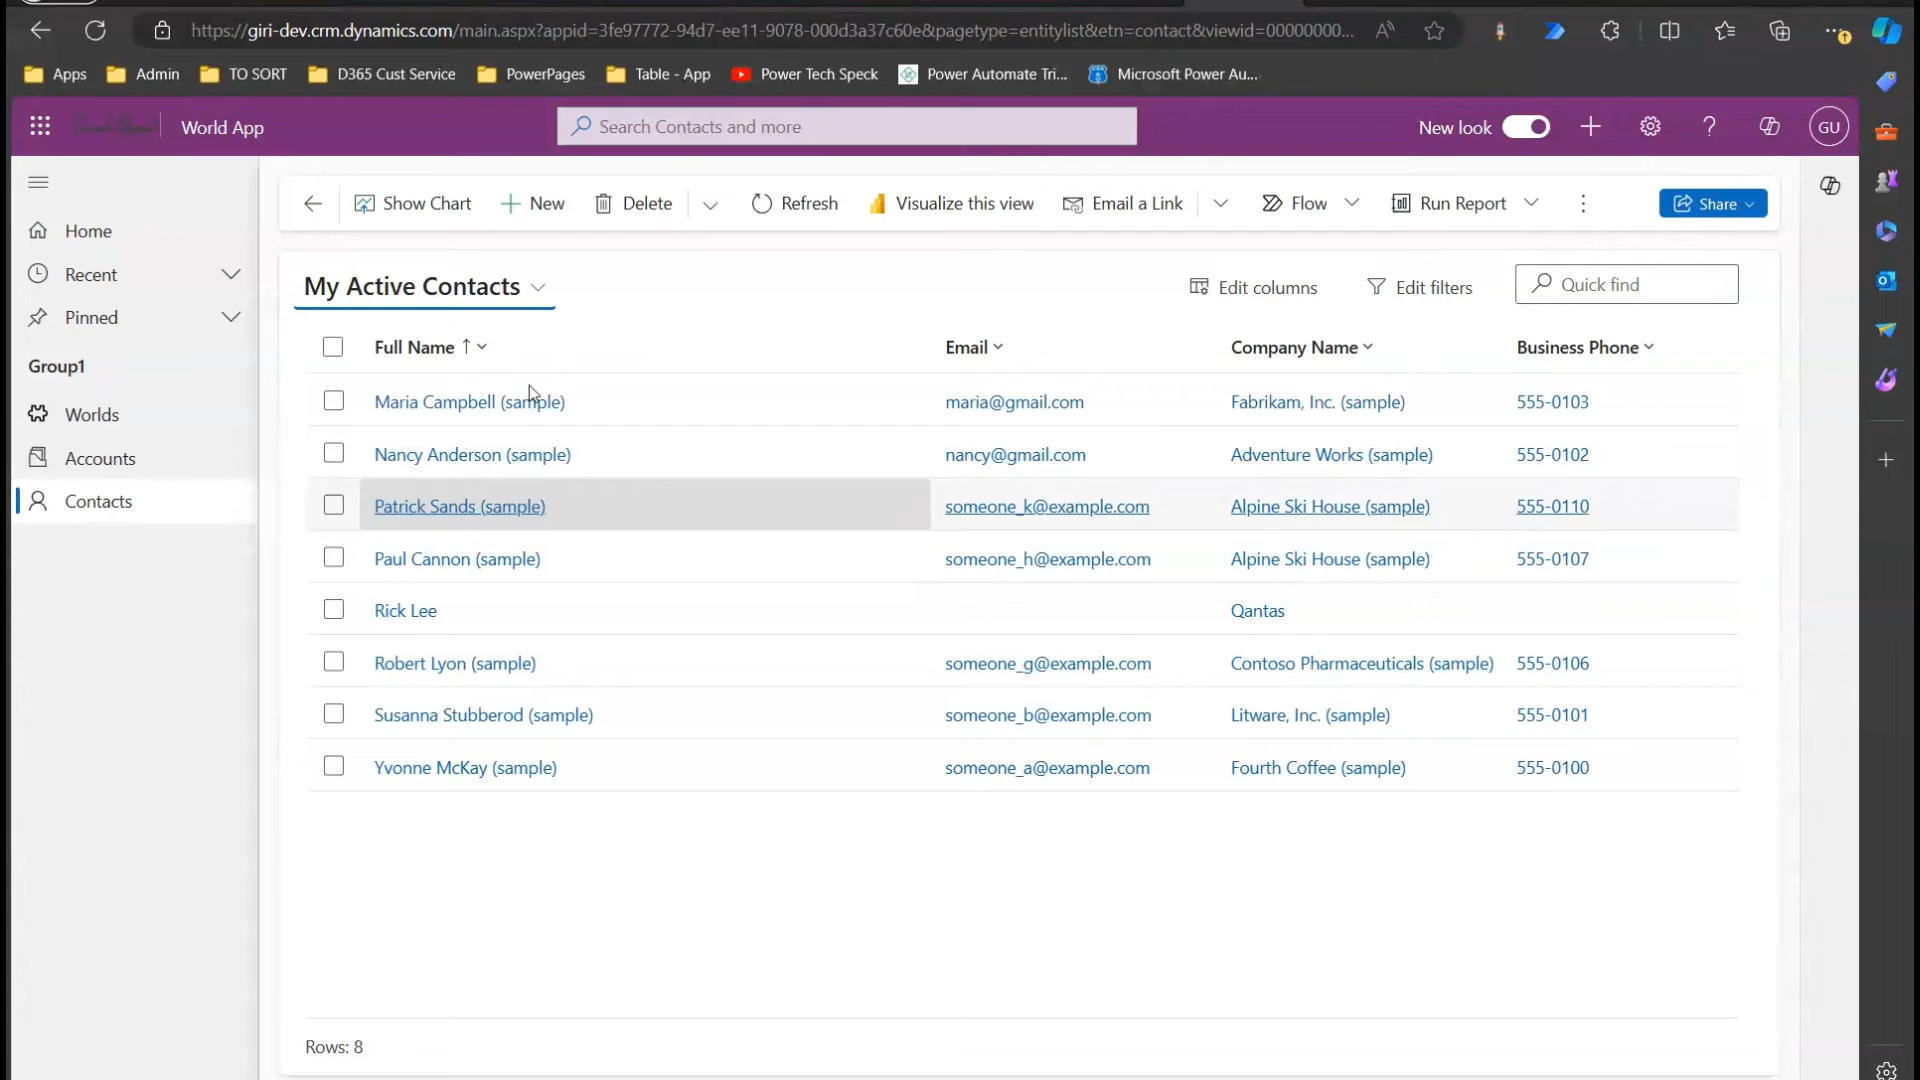 https://giri-dev.crm.dynamics.com/main.aspx?appid=3fe97772-94d7-ee11-9078-000d3a37c60e&pagetype=entitylist&etn=contact&viewid=00000000...
Apps Admin TO SORT D365 Cust Service PowerPages Table - App Power Tech Speck Power Automate Tri... Microsoft Power Au...
World App Search Contacts and more New look GU
Show Chart New Delete Refresh Visualize this view Email a Link Flow Run Report Share
Home
Recent
Pinned
Group1
Worlds
Accounts
Contacts
My Active Contacts Edit columns Edit filters Quick find
Full Name Email Company Name Business Phone
Maria Campbell (sample) maria@gmail.com Fabrikam, Inc. (sample) 555-0103
Nancy Anderson (sample) nancy@gmail.com Adventure Works (sample) 555-0102
Patrick Sands (sample) someone_k@example.com Alpine Ski House (sample) 555-0110
Paul Cannon (sample) someone_h@example.com Alpine Ski House (sample) 555-0107
Rick Lee Qantas
Robert Lyon (sample) someone_g@example.com Contoso Pharmaceuticals (sample) 555-0106
Susanna Stubberod (sample) someone_b@example.com Litware, Inc. (sample) 555-0101
Yvonne McKay (sample) someone_a@example.com Fourth Coffee (sample) 555-0100
Rows: 8